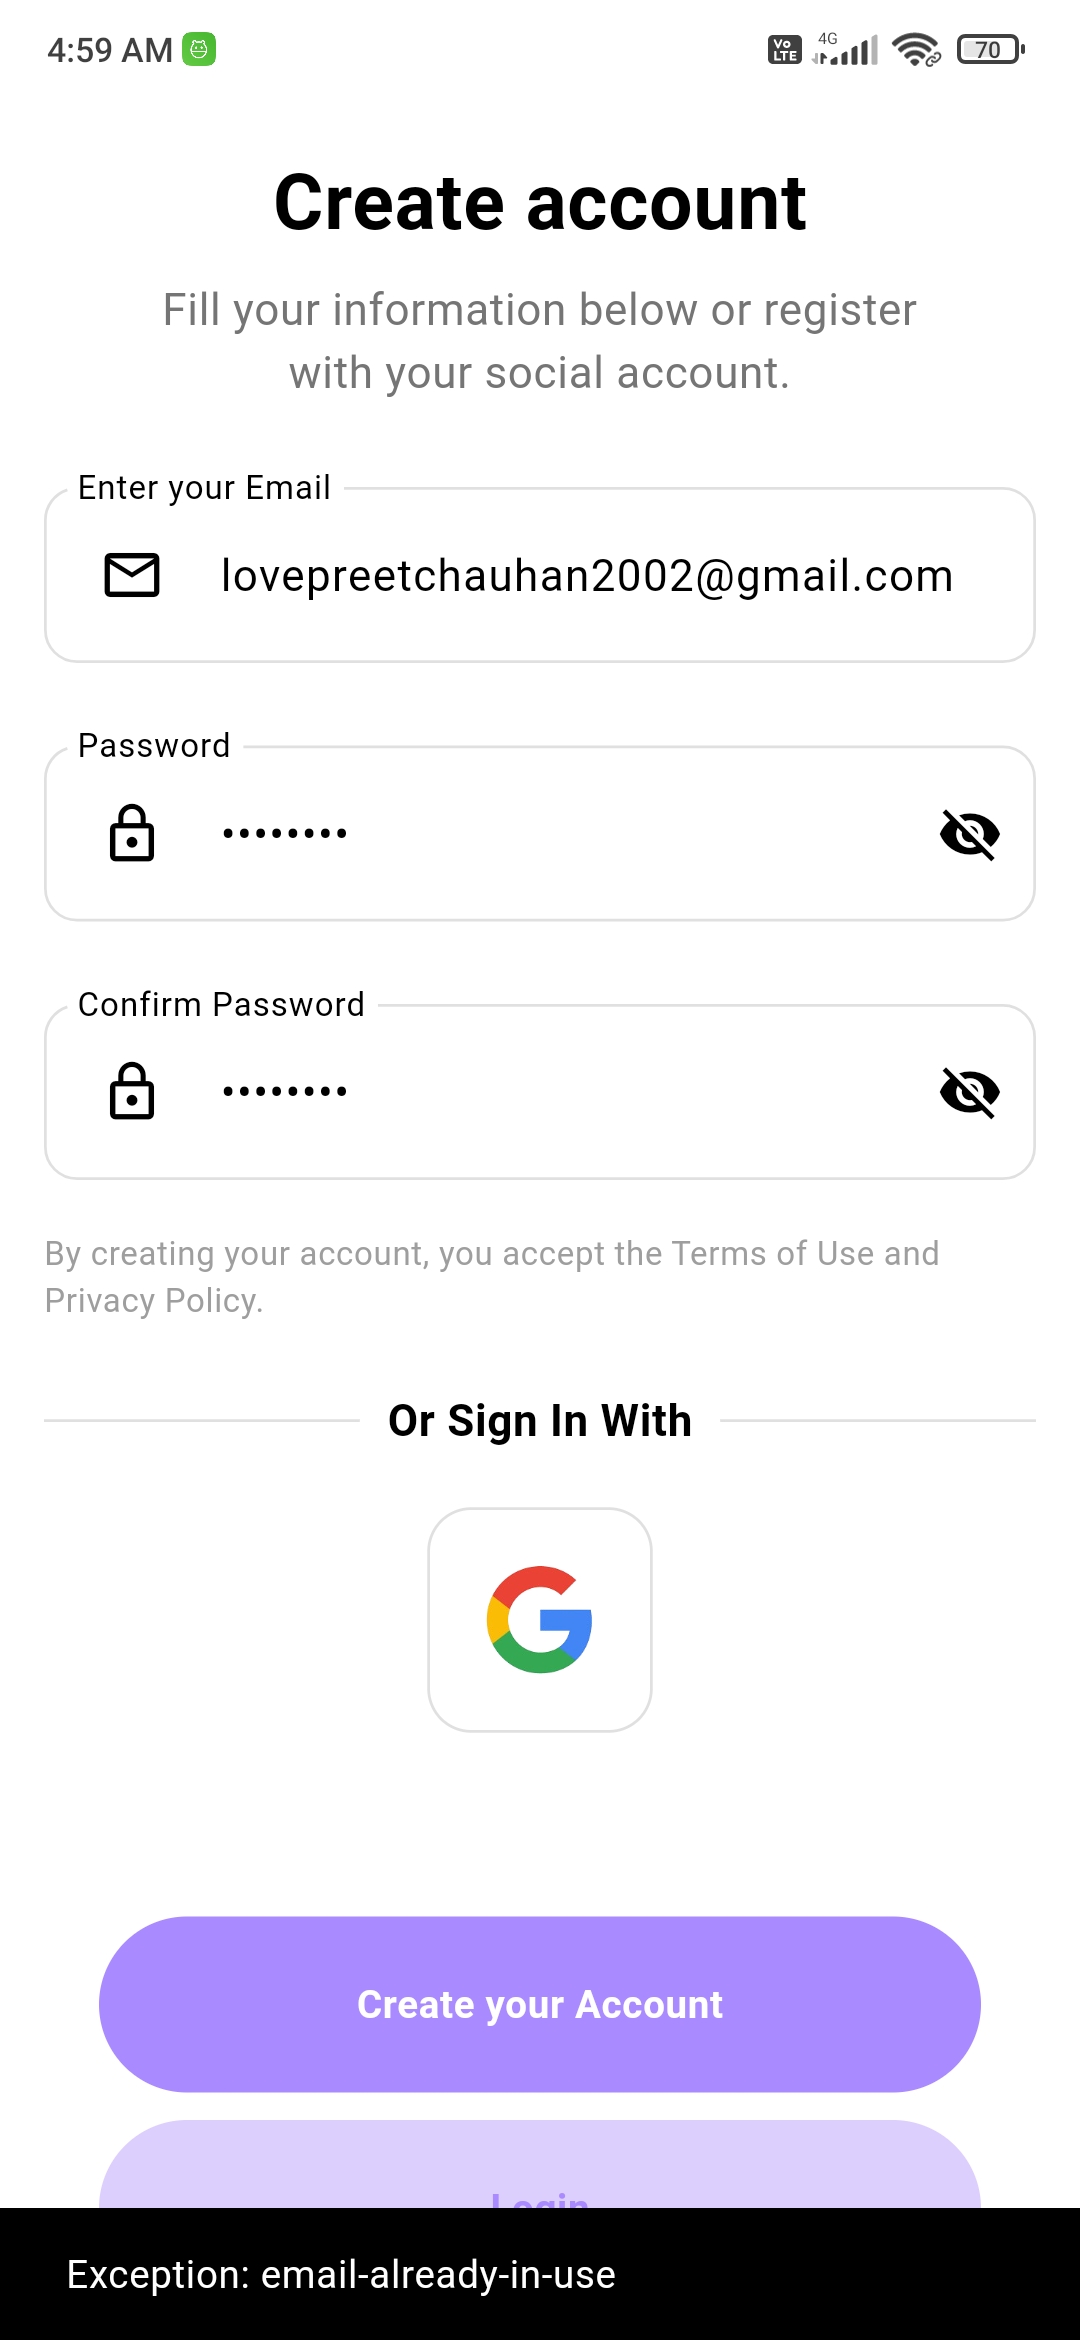 4:59 AM
Vo LTE 4G 70
Create account
Fill your information below or register
with your social account.
Enter your Email
lovepreetchauhan2002@gmail.com
Password
••••••••
Confirm Password
••••••••
By creating your account, you accept the Terms of Use and
Privacy Policy.
Or Sign In With
Create your Account
Login
Exception: email-already-in-use